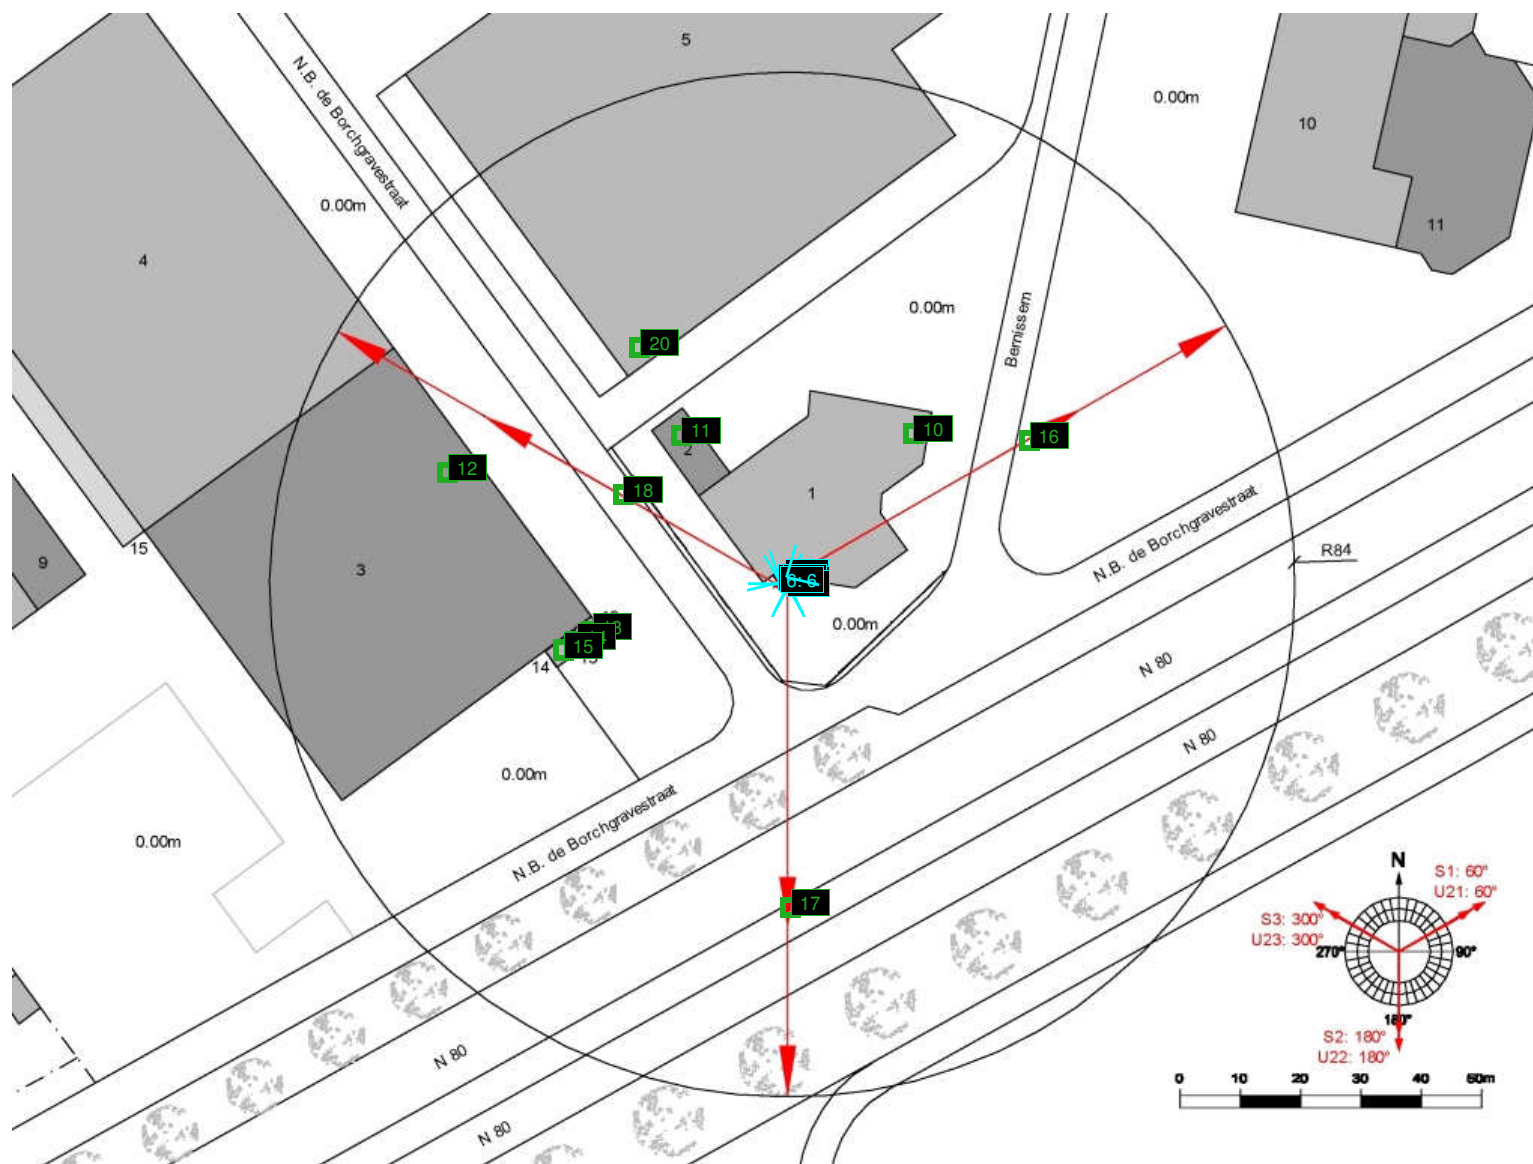 5
N.B. de Borchgravestraat
0.00m
10
0.00m
11
4
0.00m
Bernissem
20
10
11
2
16
12
18
1
N.B. de Borchgravestraat
15
9
3
R84
6: 6
0.00m
13
15
14
N 80
N 80
0.00m
N.B. de Borchgravestraat
0.00m
17
N
S1: 60°
U21: 60°
S3: 300°
U23: 300°
270°
90°
180°
S2: 180°
U22: 180°
N 80
N 80
0 10 20 30 40 50m